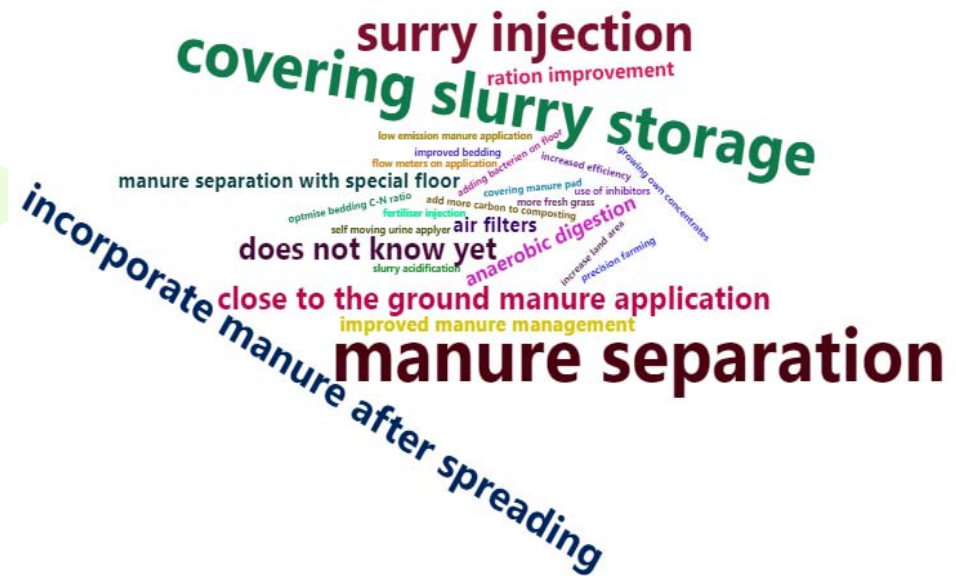 surry injection
covering slurry storage
ration improvement
low emission manure application
improved bedding
adding bacterien on floor
increased efficiency
growing own concentrates
flow meters on application
manure separation with special floor
covering manure pad
use of inhibitors
optmise bedding C-N ratio
add more carbon to composting
more fresh grass
fertiliser injection
self moving urine applyer
air filters
anaerobic digestion
does not know yet
increase land area
precision farming
slurry acidification
incorporate manure after spreading
close to the ground manure application
improved manure management
manure separation